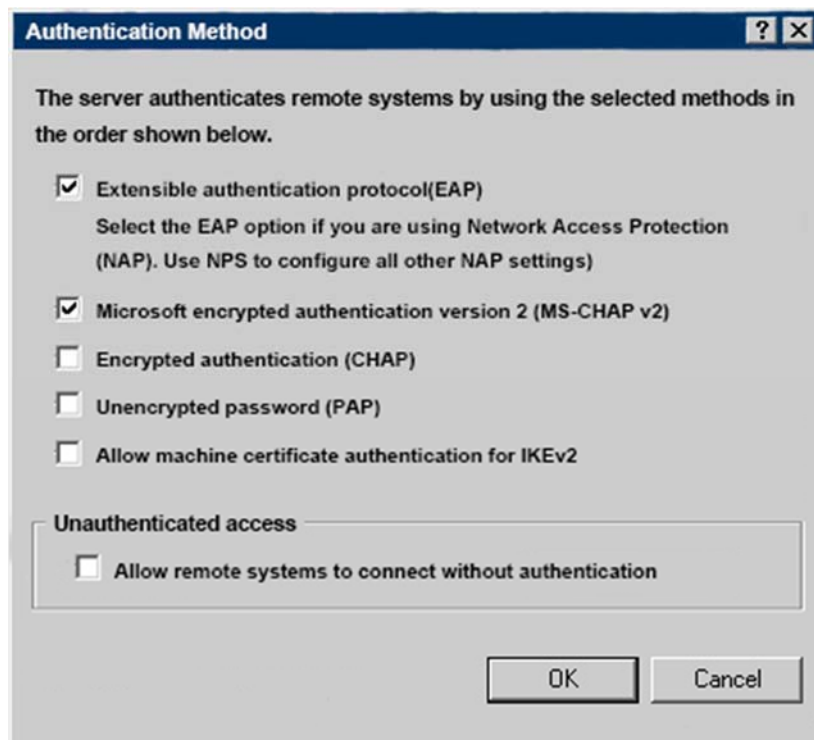 Authentication Method
The server authenticates remote systems by using the selected methods in
the order shown below.
Extensible authentication protocol(EAP)
Select the EAP option if you are using Network Access Protection
(NAP). Use NPS to configure all other NAP settings)
Microsoft encrypted authentication version 2 (MS-CHAP v2)
Encrypted authentication (CHAP)
Unencrypted password (PAP)
Allow machine certificate authentication for IKEv2
Unauthenticated access
Allow remote systems to connect without authentication
OK
Cancel